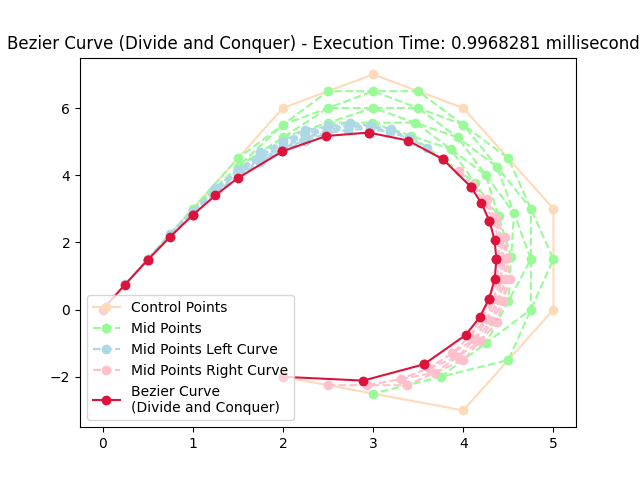 Bezier Curve (Divide and Conquer) - Execution Time: 0.9968281 millisecond
6
4
2
0
−2
Control Points
Mid Points
Mid Points Left Curve
Mid Points Right Curve
Bezier Curve
(Divide and Conquer)
0 1 2 3 4 5